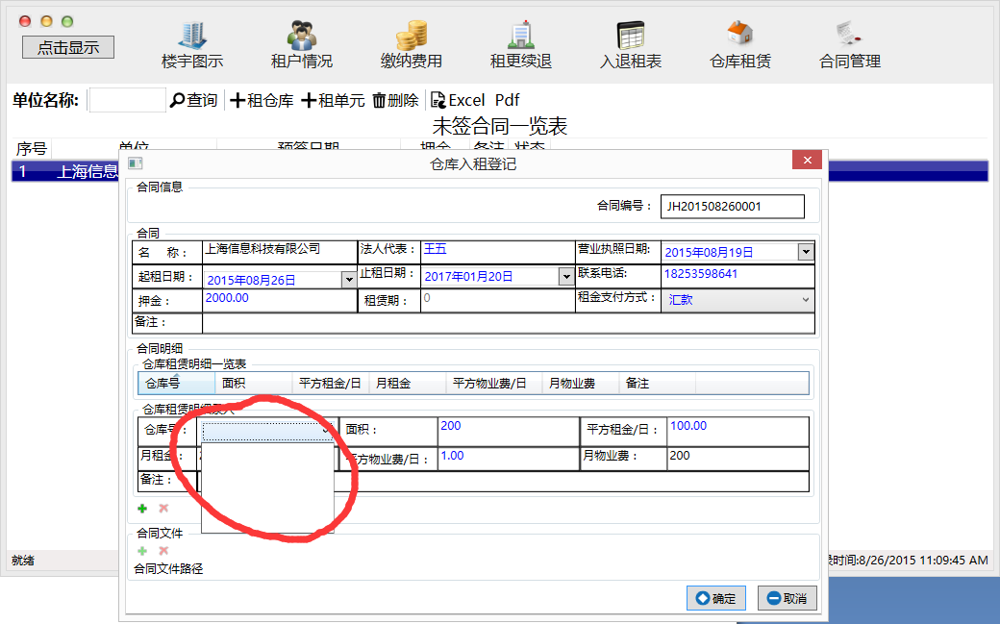 点击显示
楼宇图示 租户情况 缴纳费用 租更续退 入退租表 仓库租赁 合同管理
单位名称: 查询 租仓库 租单元 删除 Excel Pdf
未签合同一览表
序号 单位 预签日期 押金 备注 状态
1 上海信息
仓库入租登记
合同信息
合同编号： JH201508260001
合同
名 称： 上海信息科技有限公司 法人代表： 王五 营业执照日期: 2015年08月19日
起租日期： 2015年08月26日 止租日期： 2017年01月20日 联系电话: 18253598641
押金： 2000.00 租赁期： 0 租金支付方式： 汇款
备注：
合同明细
仓库租赁明细一览表
仓库号 面积 平方租金/日 月租金 平方物业费/日 月物业费 备注
仓库租赁明细录入
仓库号： 面积： 200 平方租金/日： 100.00
月租金： 平方物业费/日： 1.00 月物业费： 200
备注：
合同文件
合同文件路径
就绪 时间:8/26/2015 11:09:45 AM
确定 取消